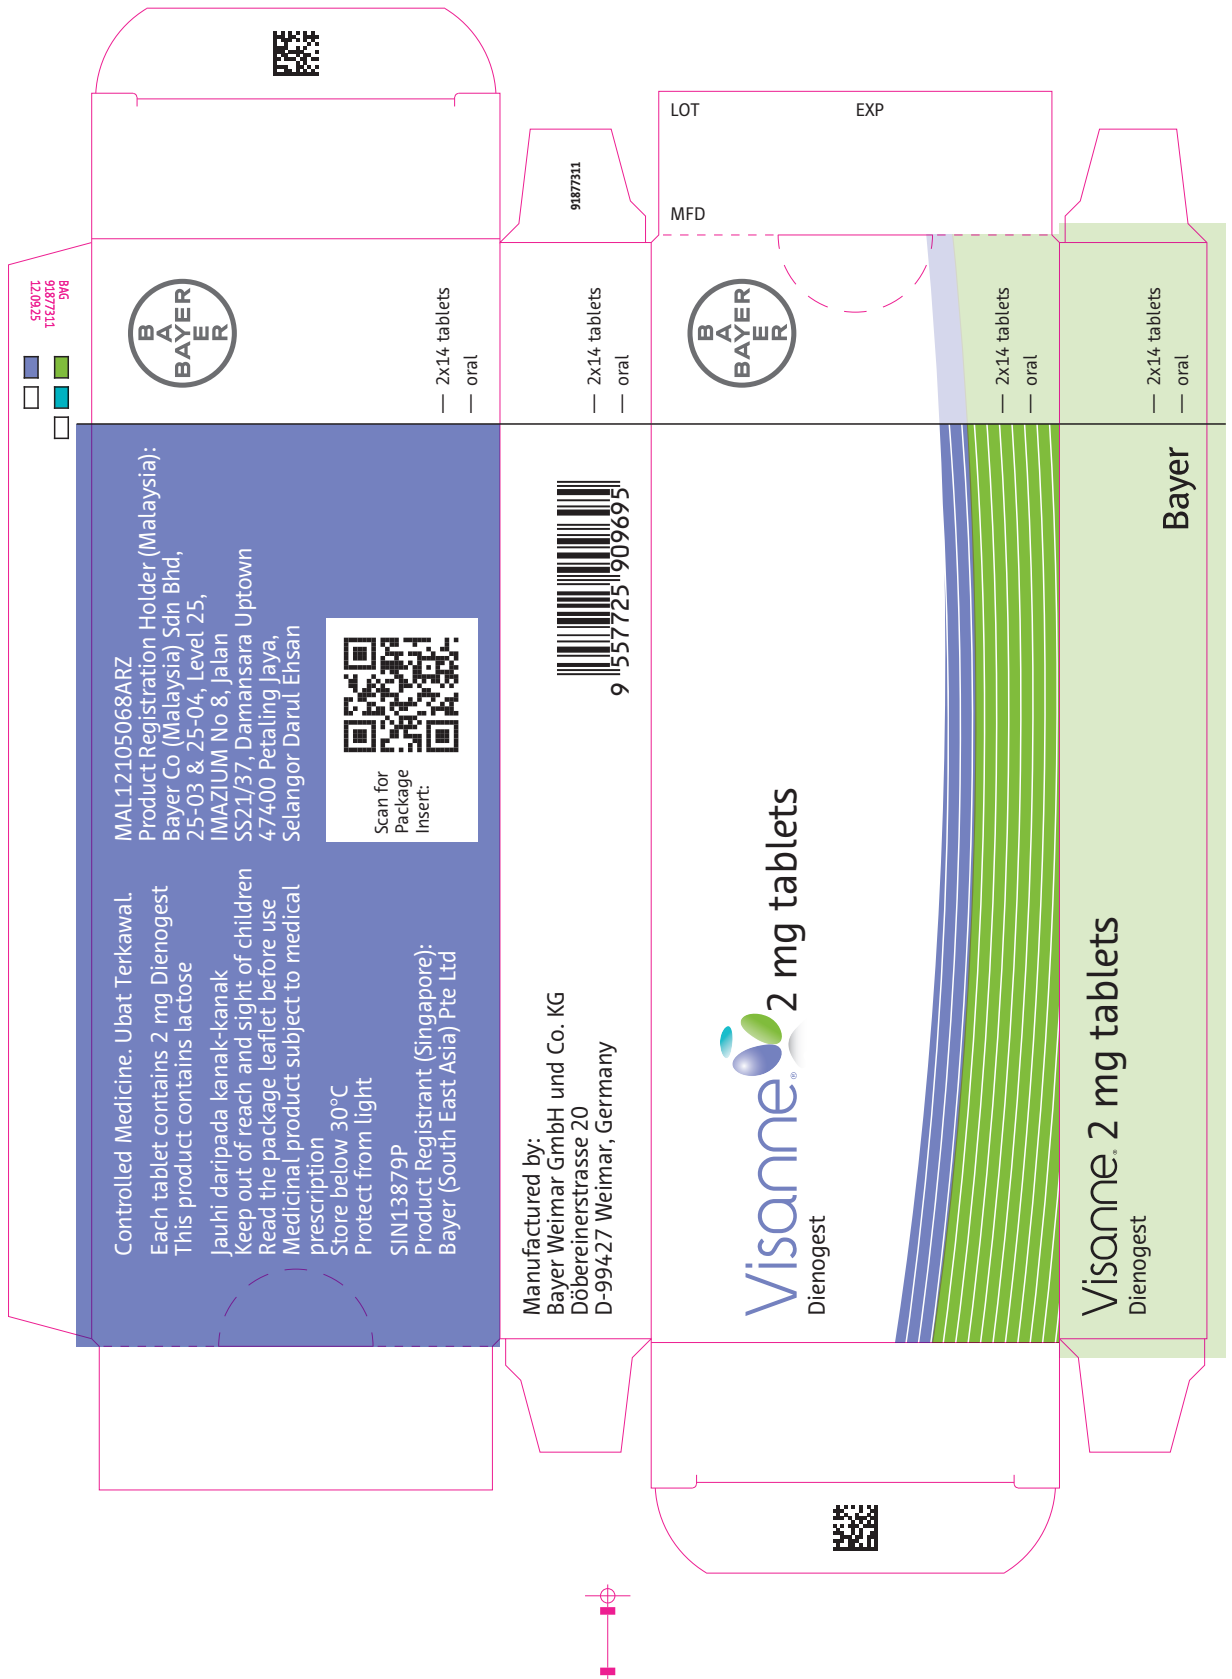 LOT
EXP
MFD
91877311
BAG
91877311
12.09.25
B
A
BAYER
E
R
— 2x14 tablets
— oral
Controlled Medicine. Ubat Terkawal.
Each tablet contains 2 mg Dienogest
This product contains lactose
Jauhi daripada kanak-kanak
Keep out of reach and sight of children
Read the package leaflet before use
Medicinal product subject to medical
prescription
Store below 30°C
Protect from light
SIN13879P
Product Registrant (Singapore):
Bayer (South East Asia) Pte Ltd
MAL12105068ARZ
Product Registration Holder (Malaysia):
Bayer Co (Malaysia) Sdn Bhd,
25-03 & 25-04, Level 25,
IMAZIUM No 8, Jalan
SS21/37, Damansara Uptown
47400 Petaling Jaya,
Selangor Darul Ehsan
Scan for
Package
Insert:
— 2x14 tablets
— oral
Manufactured by:
Bayer Weimar GmbH und Co. KG
Döbereinerstrasse 20
D-99427 Weimar, Germany
9 557725 909695
B
A
BAYER
E
R
— 2x14 tablets
— oral
Visanne® 2 mg tablets
Dienogest
— 2x14 tablets
— oral
Visanne® 2 mg tablets
Dienogest
Bayer